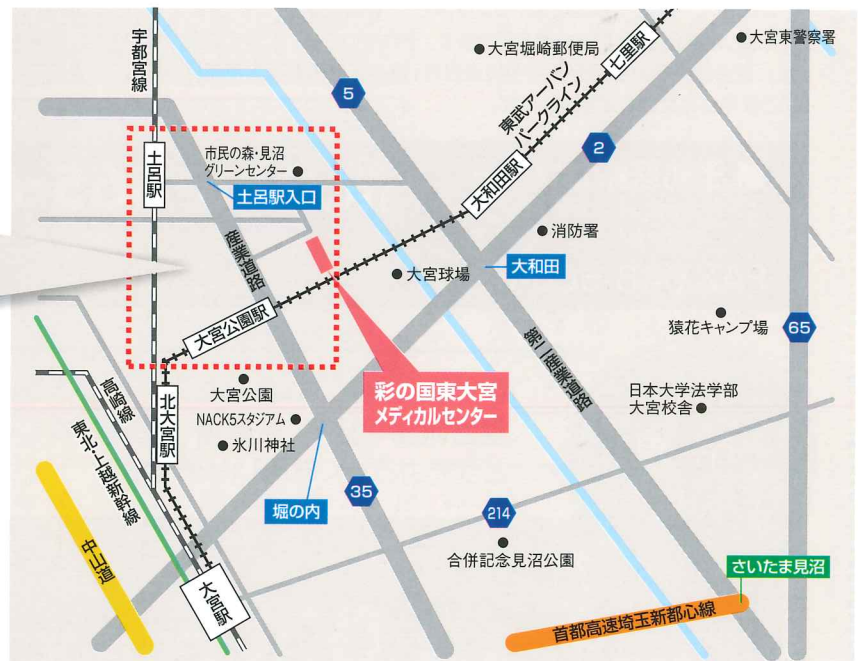 宇都宮線
大宮堀崎郵便局
七里駅
大宮東警察署
5
東武アーバン
パークライン
2
市民の森・見沼
グリーンセンター
土呂駅
土呂駅入口
大和田駅
消防署
産業道路
大和田
大宮球場
大宮公園駅
猿花キャンプ場
65
第二産業道路
彩の国東大宮
メディカルセンター
大宮公園
日本大学法学部
大宮校舎
高崎線
北大宮駅
NACK5スタジアム
氷川神社
東北・上越新幹線
35
堀の内
214
中山道
合併記念見沼公園
さいたま見沼
大宮駅
首都高速埼玉新都心線